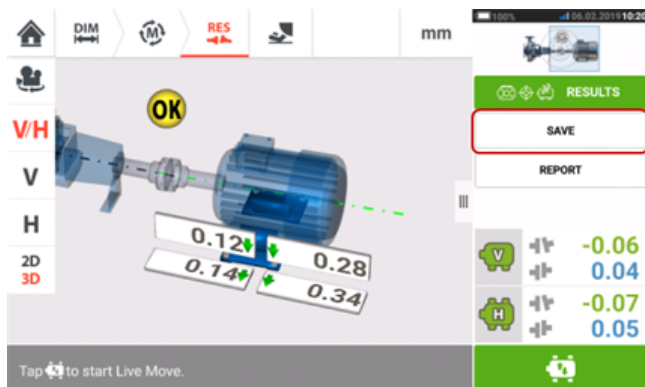 DIM
M
RES
mm
100%
06.02.2019 10:20
V/H
V
H
2D
3D
OK
0.12
0.28
0.14
0.34
RESULTS
SAVE
REPORT
V
-0.06
0.04
H
-0.07
0.05
Tap to start Live Move.